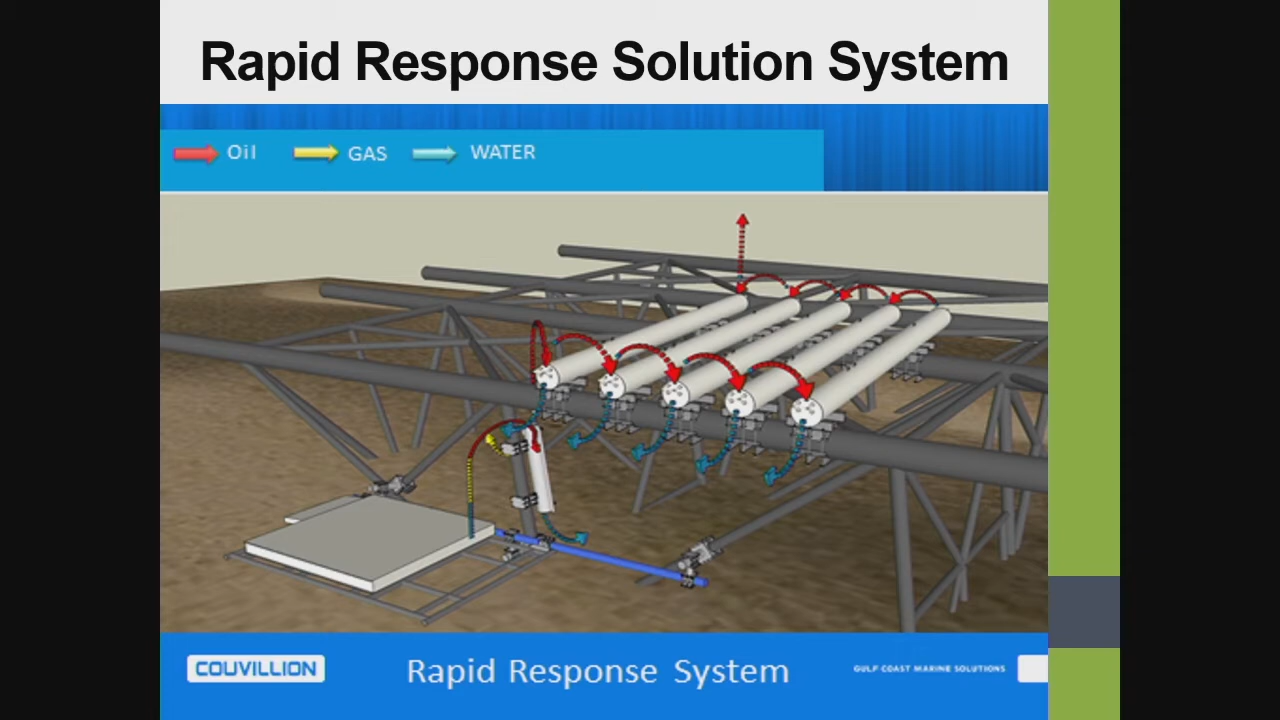 Rapid Response Solution System
Oil GAS WATER
COUVILLION Rapid Response System GULF COAST MARINE SOLUTIONS